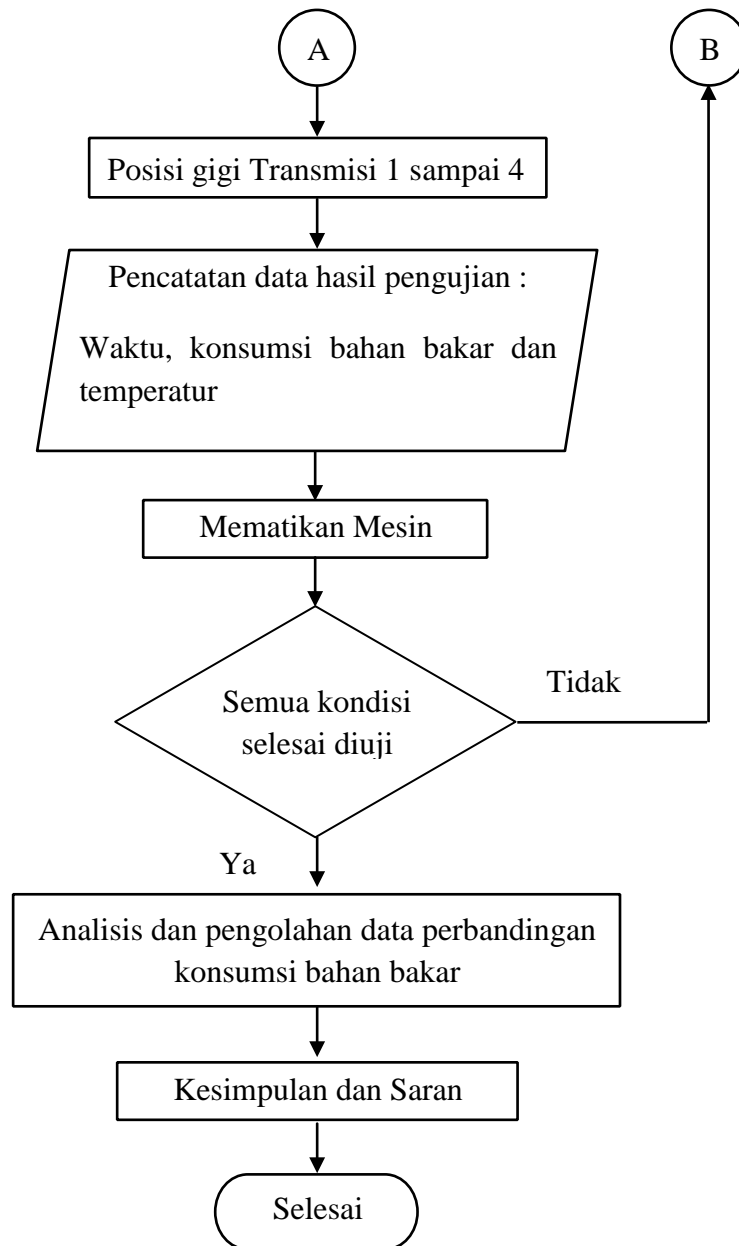 A
B
Posisi gigi Transmisi 1 sampai 4
Pencatatan data hasil pengujian :
Waktu, konsumsi bahan bakar dan
temperatur
Mematikan Mesin
Semua kondisi
selesai diuji
Tidak
Ya
Analisis dan pengolahan data perbandingan
konsumsi bahan bakar
Kesimpulan dan Saran
Selesai